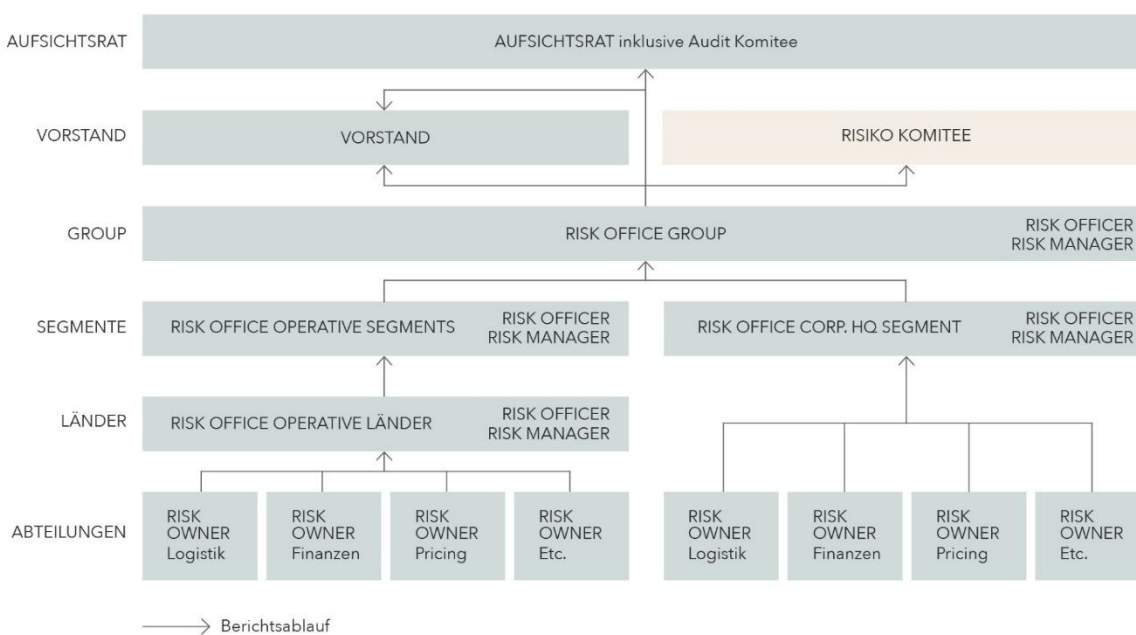 AUFSICHTSRAT
AUFSICHTSRAT inklusive Audit Komitee
VORSTAND
VORSTAND
RISIKO KOMITEE
GROUP
RISK OFFICE GROUP
RISK OFFICER
RISK MANAGER
SEGMENTE
RISK OFFICE OPERATIVE SEGMENTS
RISK OFFICER
RISK MANAGER
RISK OFFICE CORP. HQ SEGMENT
RISK OFFICER
RISK MANAGER
LÄNDER
RISK OFFICE OPERATIVE LÄNDER
RISK OFFICER
RISK MANAGER
ABTEILUNGEN
RISK
OWNER
Logistik
RISK
OWNER
Finanzen
RISK
OWNER
Pricing
RISK
OWNER
Etc.
RISK
OWNER
Logistik
RISK
OWNER
Finanzen
RISK
OWNER
Pricing
RISK
OWNER
Etc.
Berichtsablauf